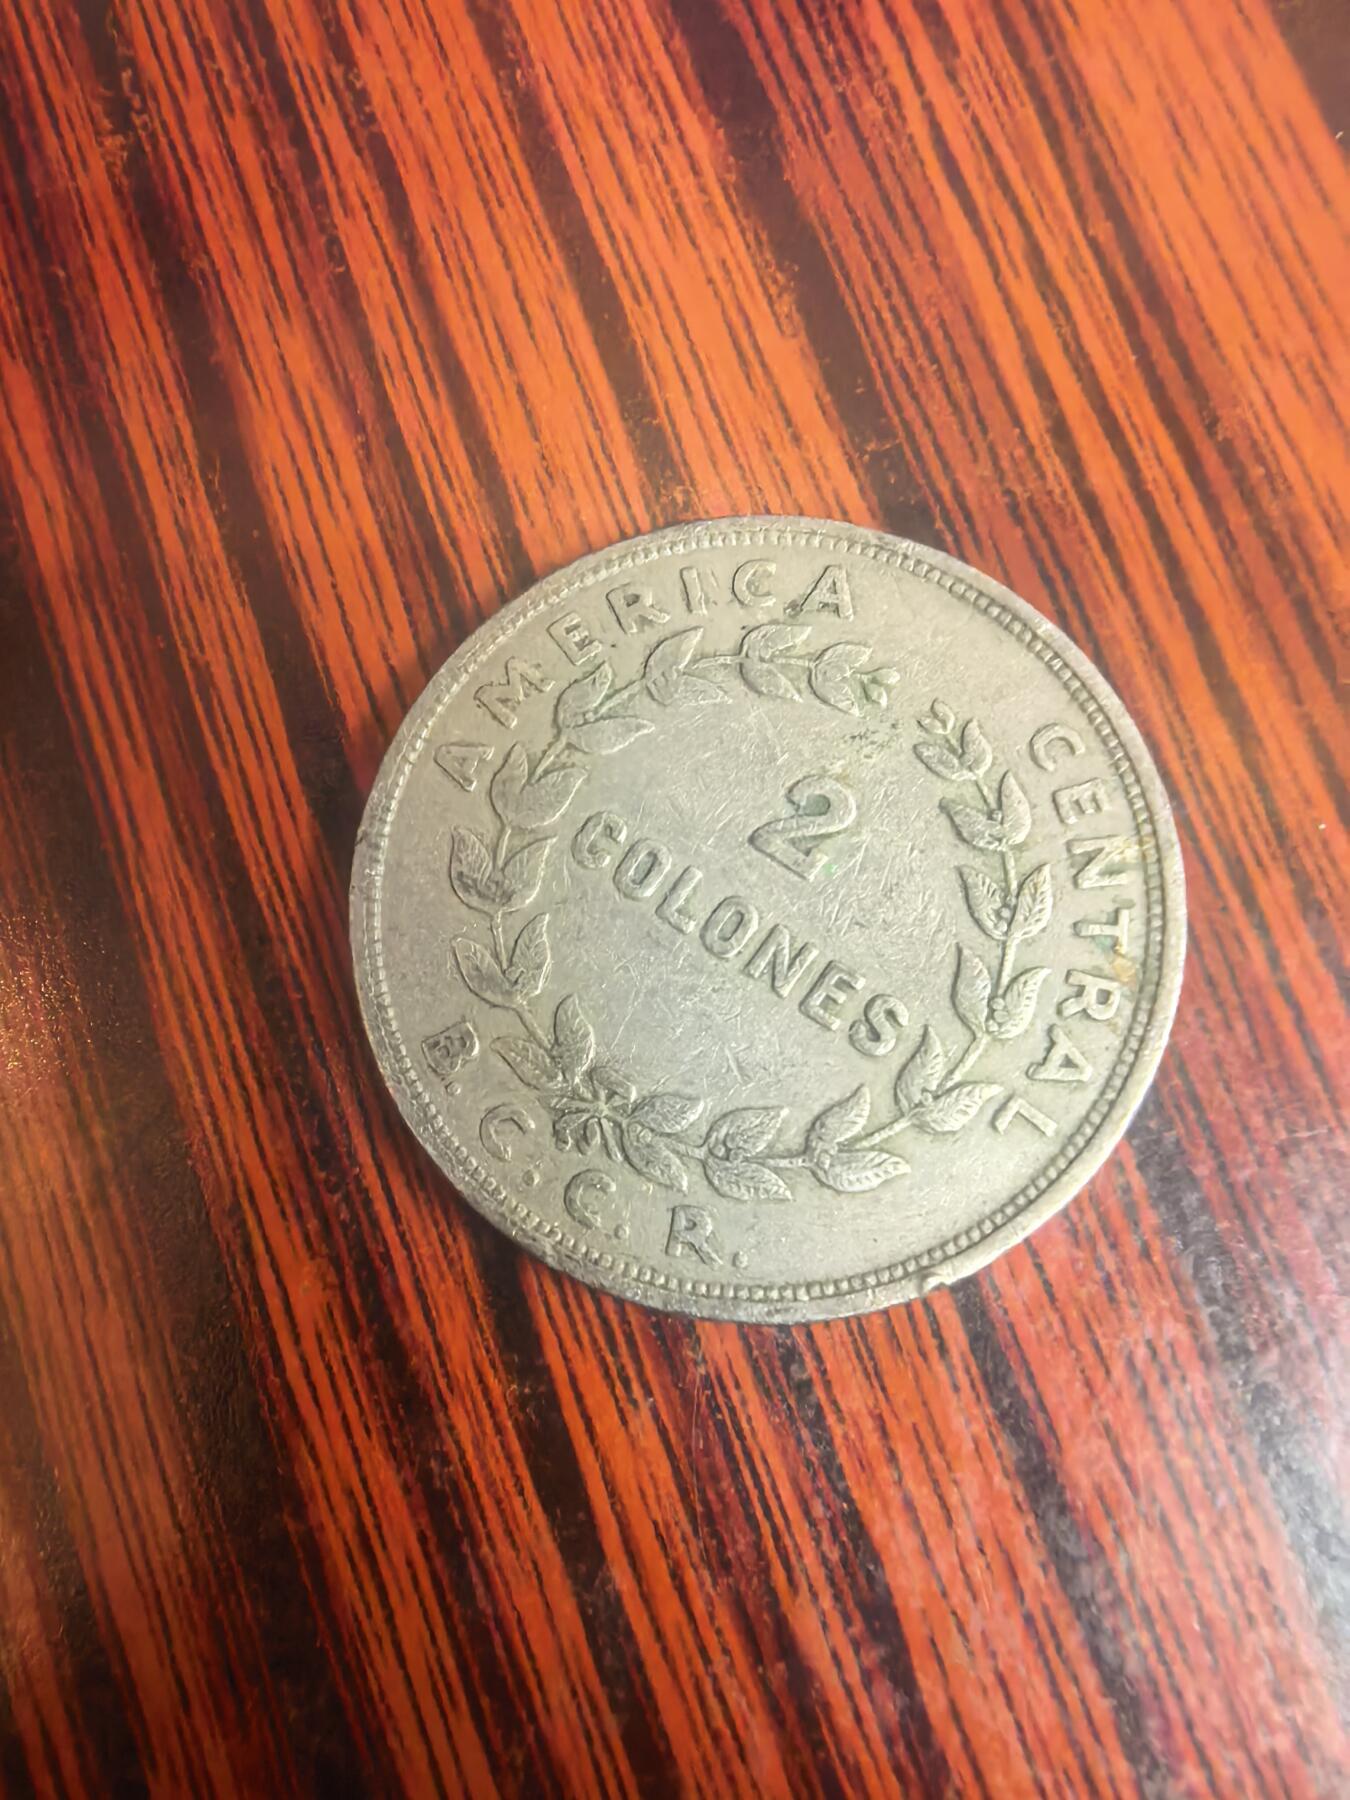 AMERICA CENTRAL
2
COLONES
B.C.C.R.